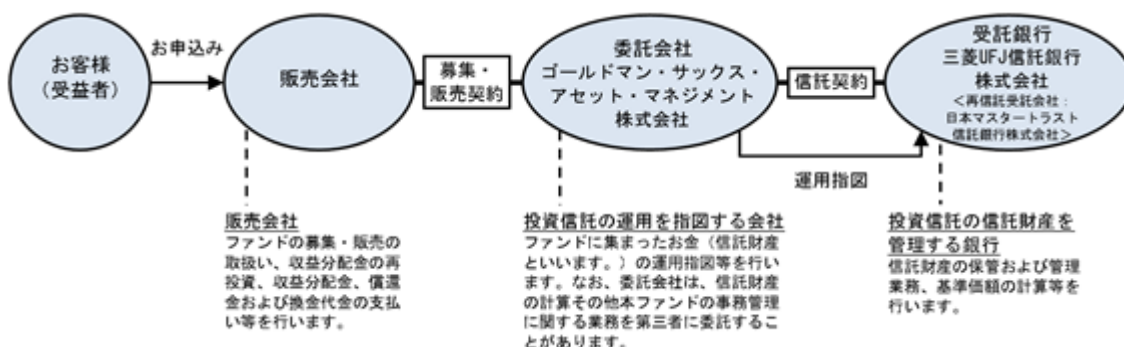 お客様
（受益者）
お申込み
販売会社
募集・
販売契約
委託会社
ゴールドマン・サックス・
アセット・マネジメント
株式会社
信託契約
受託銀行
三菱UFJ信託銀行
株式会社
＜再信託受託会社：
日本マスタートラスト
信託銀行株式会社＞
運用指図
販売会社
ファンドの募集・販売の
取扱い、収益分配金の再
投資、収益分配金、償還
金および換金代金の支払
い等を行います。
投資信託の運用を指図する会社
ファンドに集まったお金（信託財産
といいます。）の運用指図等を行い
ます。なお、委託会社は、信託財産
の計算その他本ファンドの事務管理
に関する業務を第三者に委託するこ
とがあります。
投資信託の信託財産を
管理する銀行
信託財産の保管および管理
業務、基準価額の計算等を
行います。